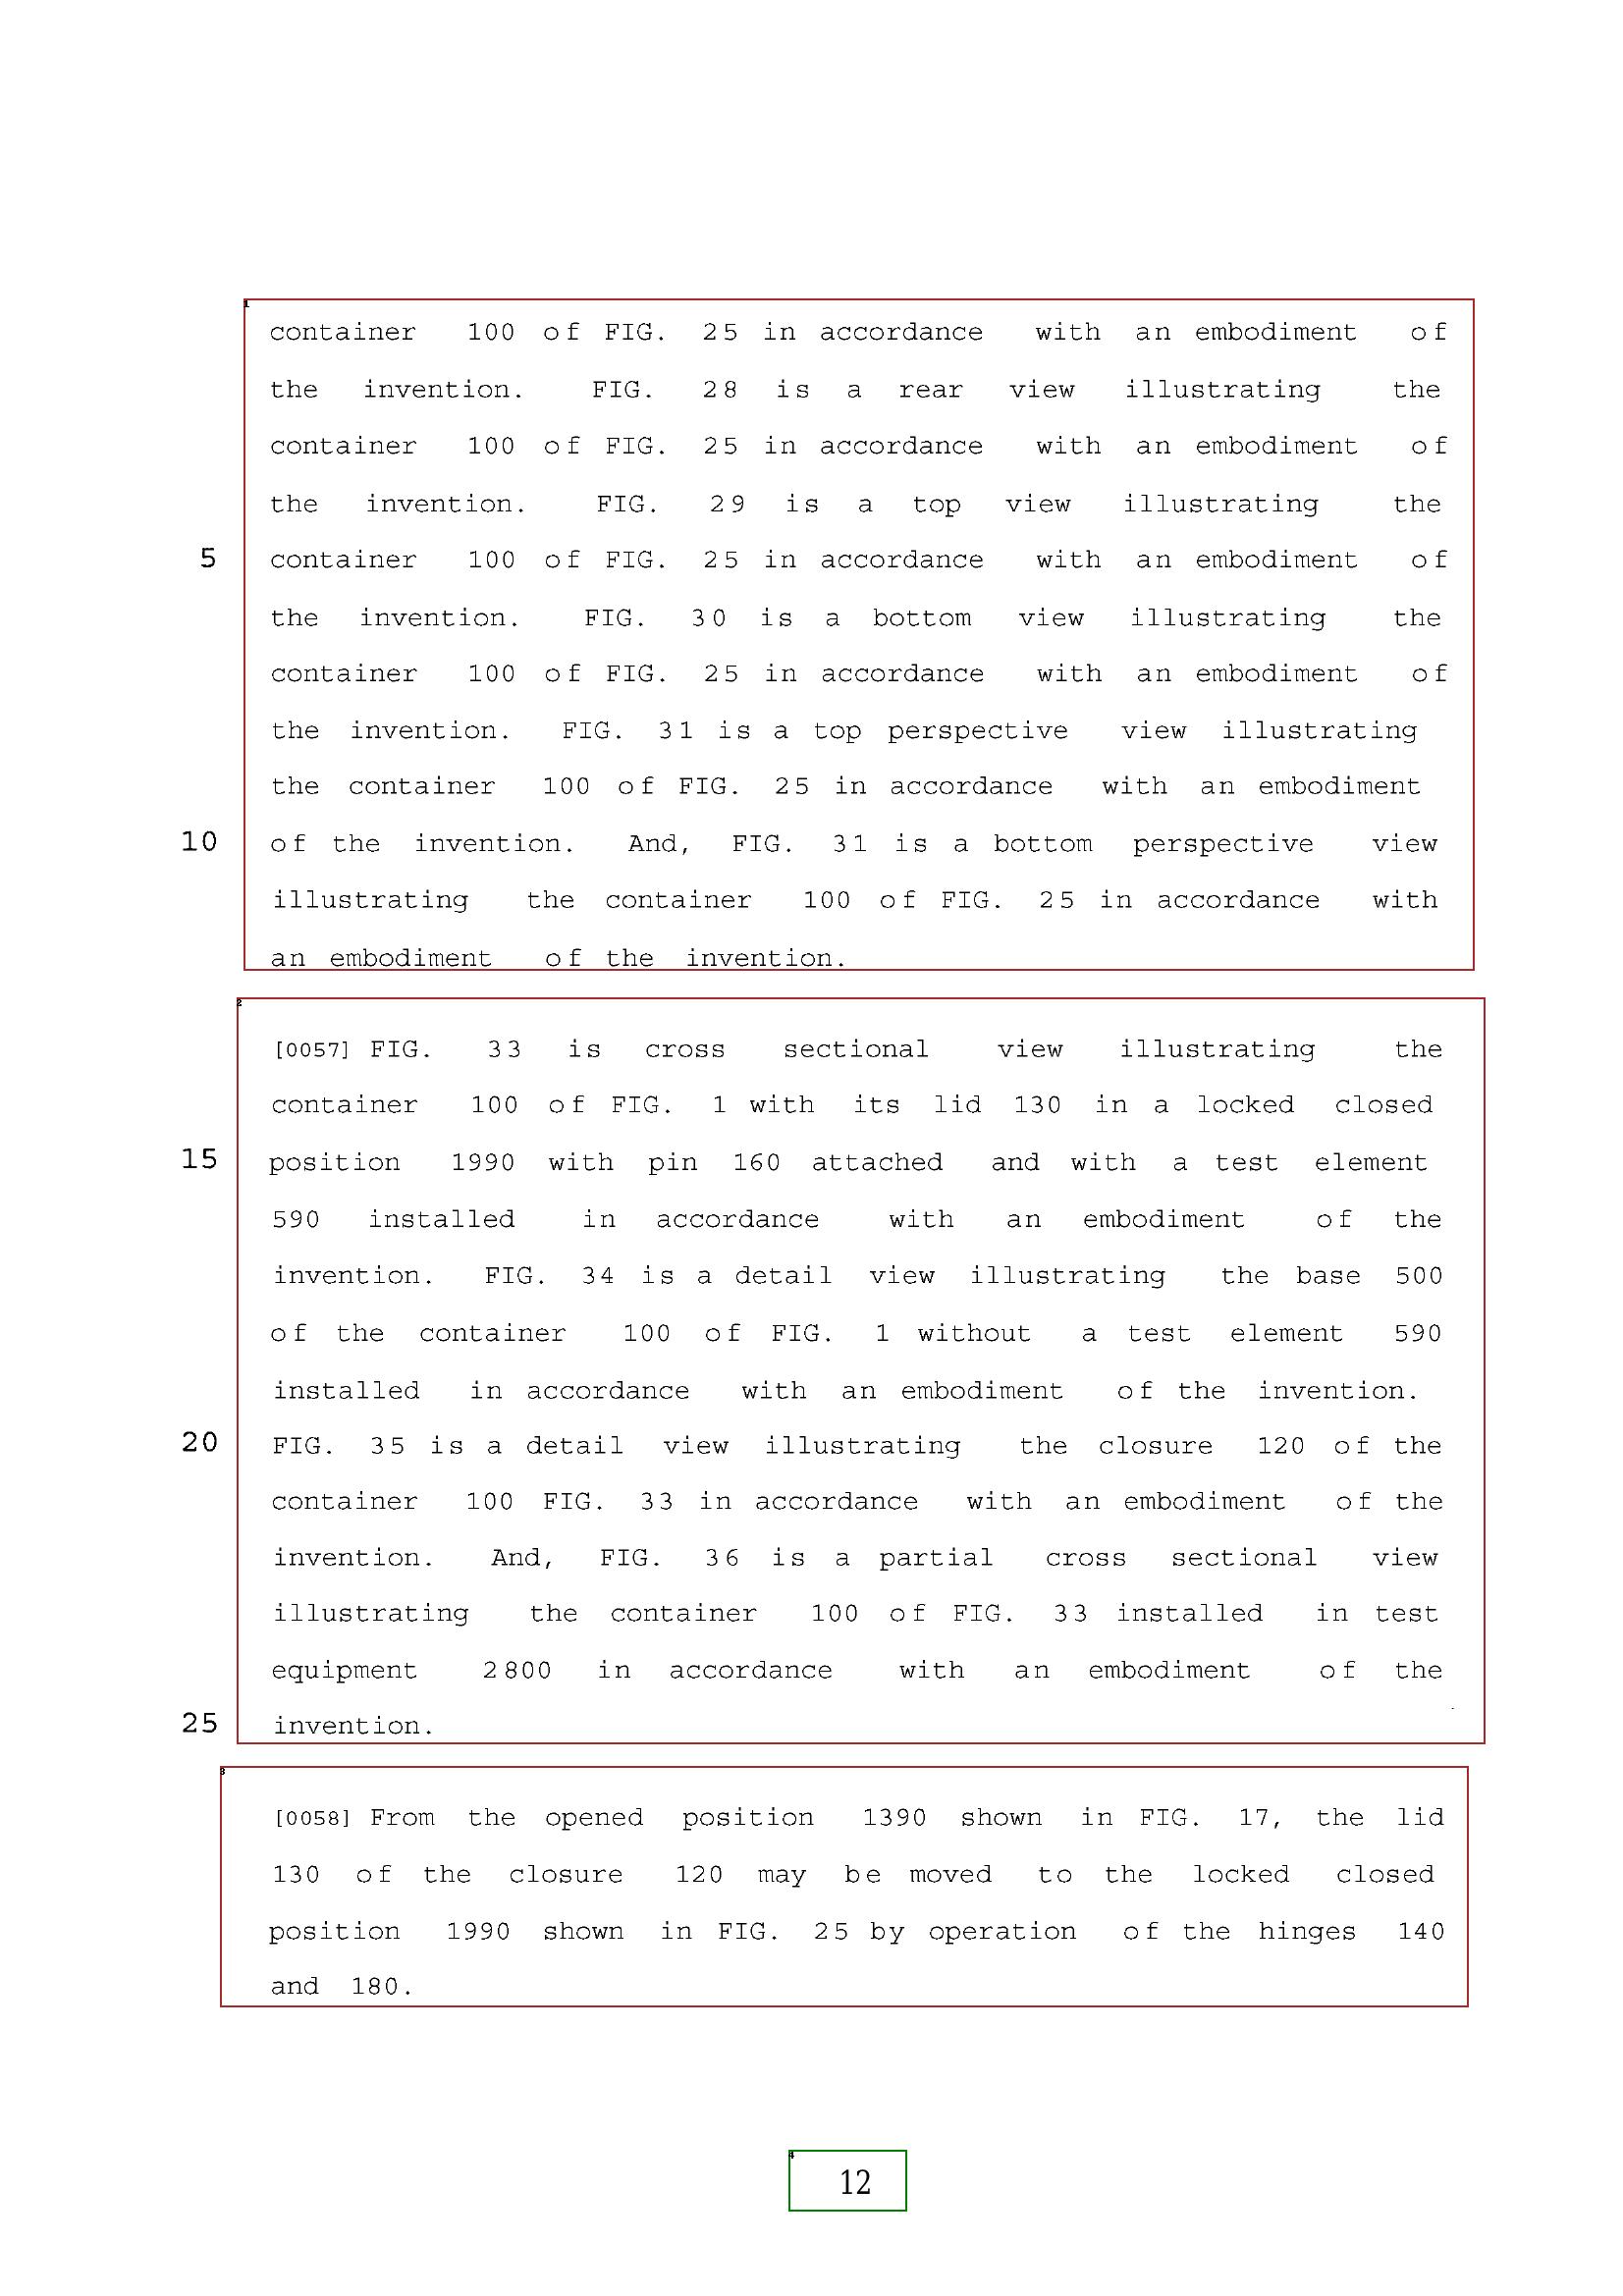 container 100 of FIG. 25 in accordance with an embodiment of
the invention. FIG. 28 is a rear view illustrating the
container 100 of FIG. 25 in accordance with an embodiment of
the invention. FIG. 29 is a top view illustrating the
5 container 100 of FIG. 25 in accordance with an embodiment of
the invention. FIG. 30 is a bottom view illustrating the
container 100 of FIG. 25 in accordance with an embodiment of
the invention. FIG. 31 is a top perspective view illustrating
the container 100 of FIG. 25 in accordance with an embodiment
10 of the invention. And, FIG. 31 is a bottom perspective view
illustrating the container 100 of FIG. 25 in accordance with
an embodiment of the invention.
[0057] FIG. 33 is cross sectional view illustrating the
container 100 of FIG. 1 with its lid 130 in a locked closed
15 position 1990 with pin 160 attached and with a test element
590 installed in accordance with an embodiment of the
invention. FIG. 34 is a detail view illustrating the base 500
of the container 100 of FIG. 1 without a test element 590
installed in accordance with an embodiment of the invention.
20 FIG. 35 is a detail view illustrating the closure 120 of the
container 100 FIG. 33 in accordance with an embodiment of the
invention. And, FIG. 36 is a partial cross sectional view
illustrating the container 100 of FIG. 33 installed in test
equipment 2800 in accordance with an embodiment of the
25 invention.
[0058] From the opened position 1390 shown in FIG. 17, the lid
130 of the closure 120 may be moved to the locked closed
position 1990 shown in FIG. 25 by operation of the hinges 140
and 180.
12